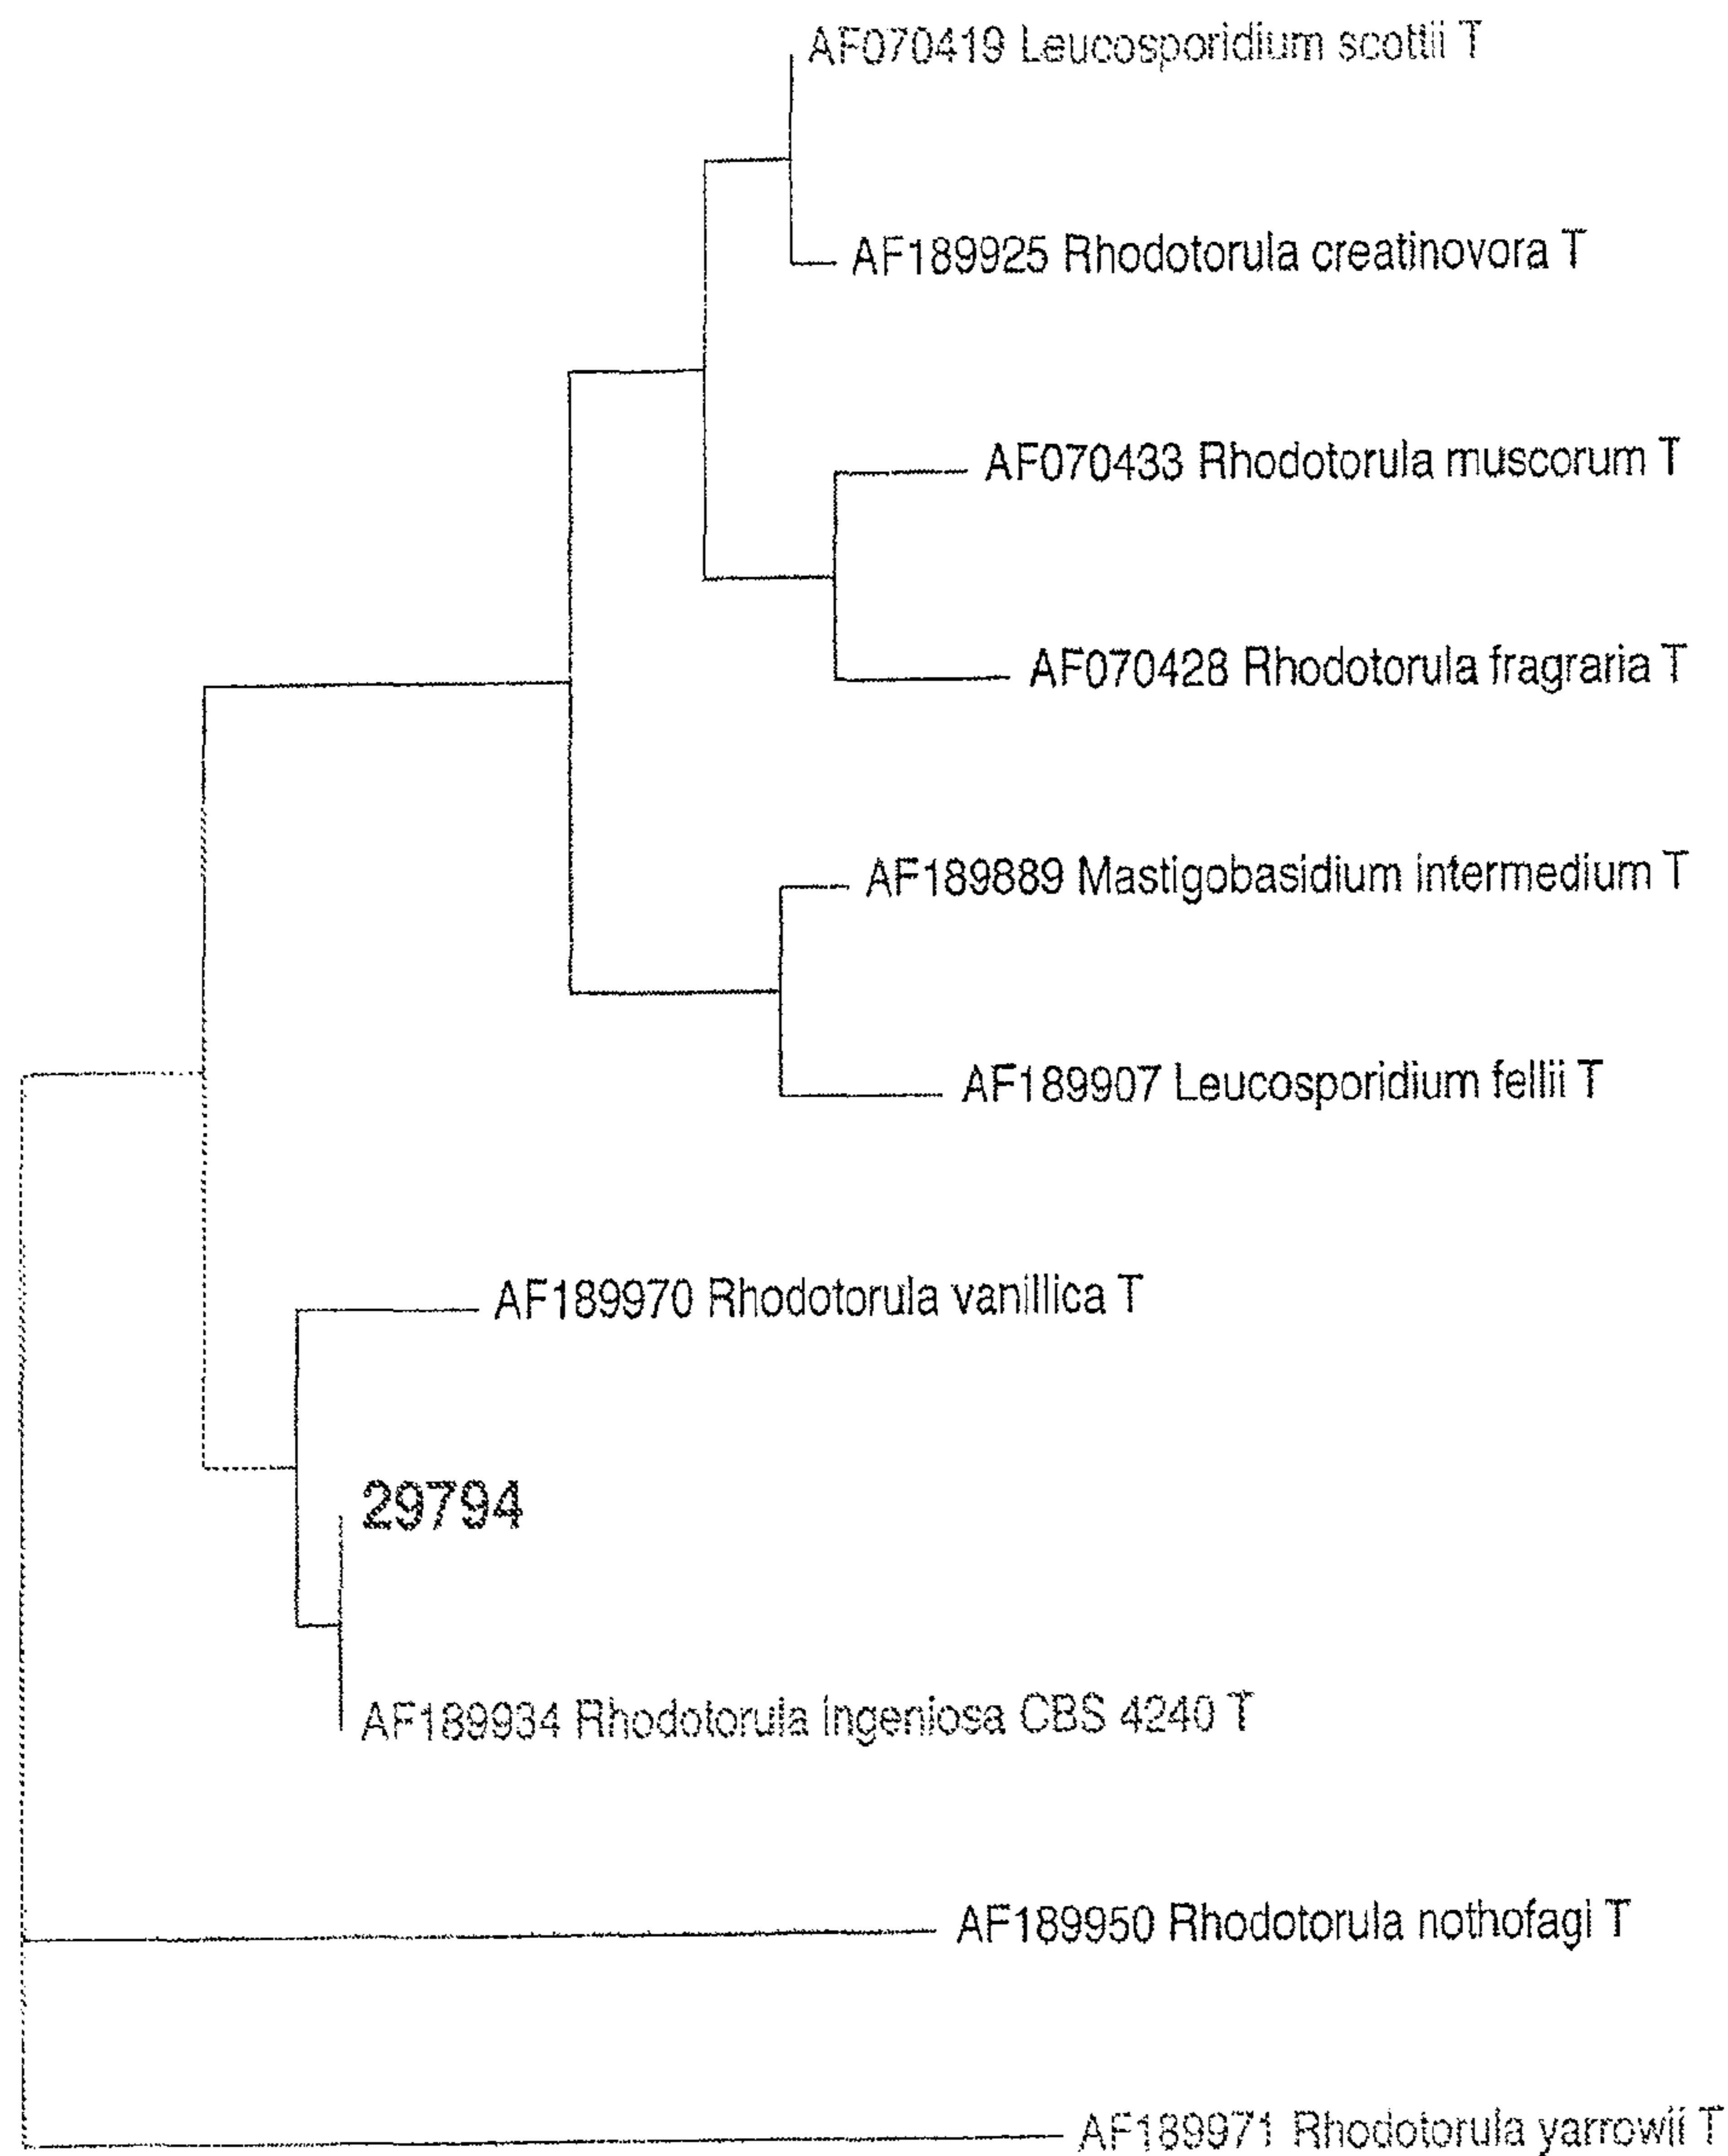 AF070419 Leucosporidium scottii T
AF189925 Rhodotorula creatinovora T
AF070433 Rhodotorula muscorum T
AF070428 Rhodotorula fragraria T
AF189889 Mastigobasidium intermedium T
AF189907 Leucosporidium fellii T
AF189970 Rhodotorula vanillica T
29794
AF189934 Rhodotorula ingeniosa CBS 4240 T
AF189950 Rhodotorula nothofagi T
AF189971 Rhodotorula yarrowii T